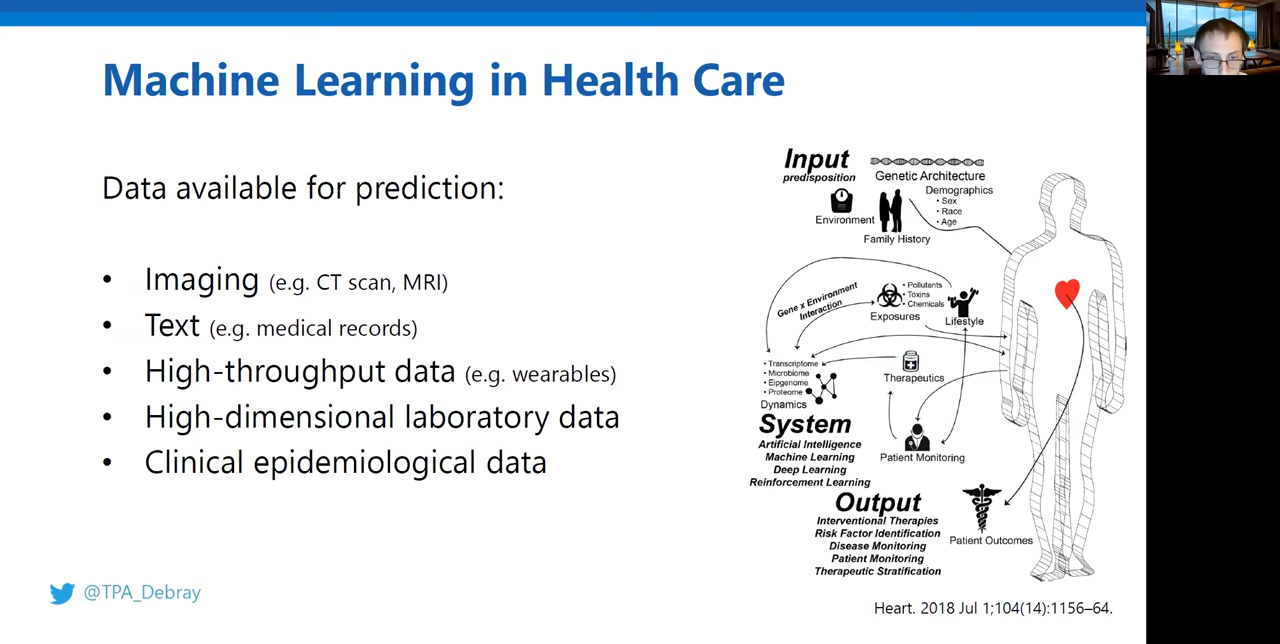 Machine Learning in Health Care
Data available for prediction:
• Imaging (e.g. CT scan, MRI)
• Text (e.g. medical records)
• High-throughput data (e.g. wearables)
• High-dimensional laboratory data
• Clinical epidemiological data
@TPA_Debray
Input
predisposition
Genetic Architecture
Environment
Family History
Demographics
• Sex
• Race
• Age
Gene x Environment
Interaction
Exposures
• Pollutants
• Toxins
• Chemicals
Lifestyle
• Transcriptome
• Microbiome
• Eipgenome
• Proteome
Dynamics
Therapeutics
Patient Monitoring
System
Artificial Intelligence
Machine Learning
Deep Learning
Reinforcement Learning
Output
Interventional Therapies
Risk Factor Identification
Disease Monitoring
Patient Monitoring
Therapeutic Stratification
Patient Outcomes
Heart. 2018 Jul 1;104(14):1156–64.